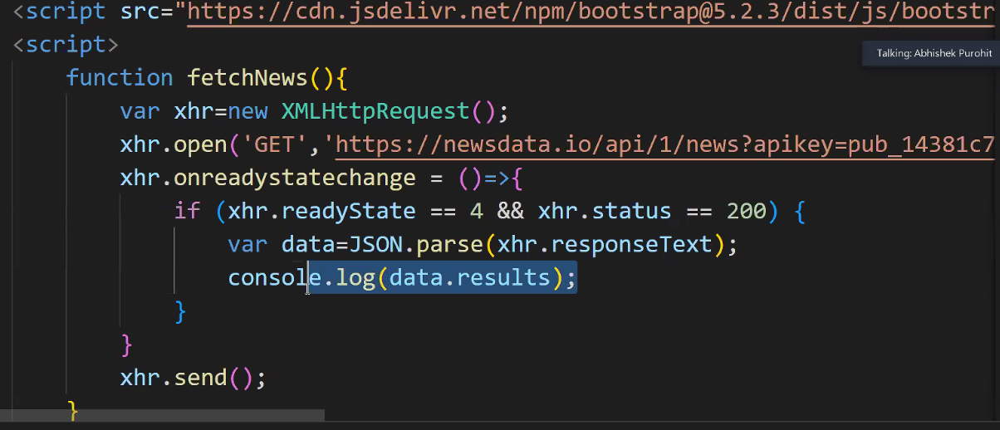 <script src="https://cdn.jsdelivr.net/npm/bootstrap@5.2.3/dist/js/bootstr
<script>
Talking: Abhishek Purohit
function fetchNews(){
var xhr=new XMLHttpRequest();
xhr.open('GET','https://newsdata.io/api/1/news?apikey=pub_14381c7
xhr.onreadystatechange = ()=>{
if (xhr.readyState == 4 && xhr.status == 200) {
var data=JSON.parse(xhr.responseText);
console.log(data.results);
}
}
xhr.send();
}